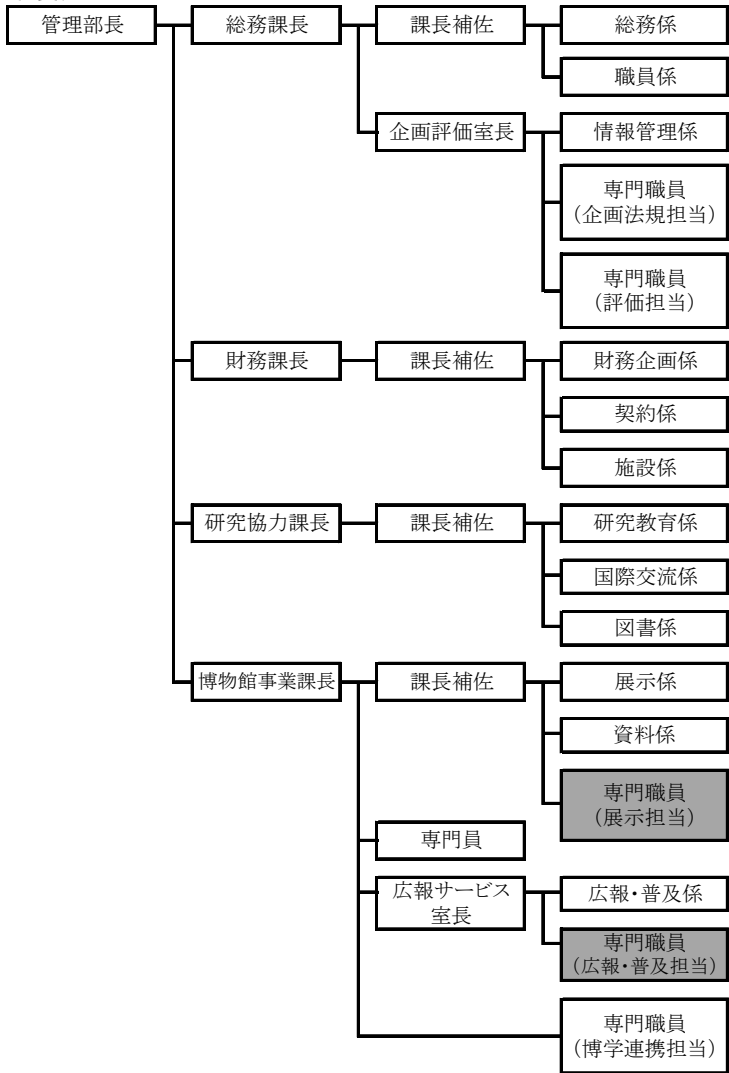 管理部長
総務課長
課長補佐
総務係
職員係
企画評価室長
情報管理係
専門職員
（企画法規担当）
専門職員
（評価担当）
財務課長
課長補佐
財務企画係
契約係
施設係
研究協力課長
課長補佐
研究教育係
国際交流係
図書係
博物館事業課長
課長補佐
展示係
資料係
専門職員
（展示担当）
専門員
広報サービス
室長
広報・普及係
専門職員
（広報・普及担当）
専門職員
（博学連携担当）